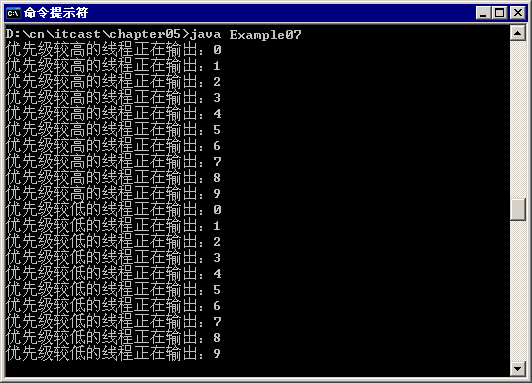 命令提示符
D:\cn\itcast\chapter05>java Example07
优先级较高的线程正在输出：0
优先级较高的线程正在输出：1
优先级较高的线程正在输出：2
优先级较高的线程正在输出：3
优先级较高的线程正在输出：4
优先级较高的线程正在输出：5
优先级较高的线程正在输出：6
优先级较高的线程正在输出：7
优先级较高的线程正在输出：8
优先级较高的线程正在输出：9
优先级较低的线程正在输出：0
优先级较低的线程正在输出：1
优先级较低的线程正在输出：2
优先级较低的线程正在输出：3
优先级较低的线程正在输出：4
优先级较低的线程正在输出：5
优先级较低的线程正在输出：6
优先级较低的线程正在输出：7
优先级较低的线程正在输出：8
优先级较低的线程正在输出：9